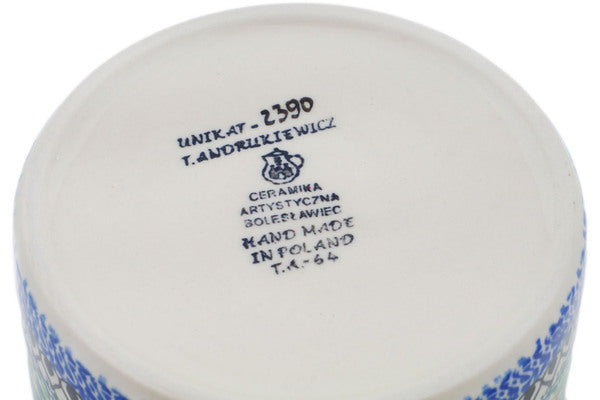 UNIKAT - 2390
T. ANDRUKIEWICZ
CERAMIKA
ARTYSTYCZNA
BOLESŁAWIEC
HAND MADE
IN POLAND
T.A.-64